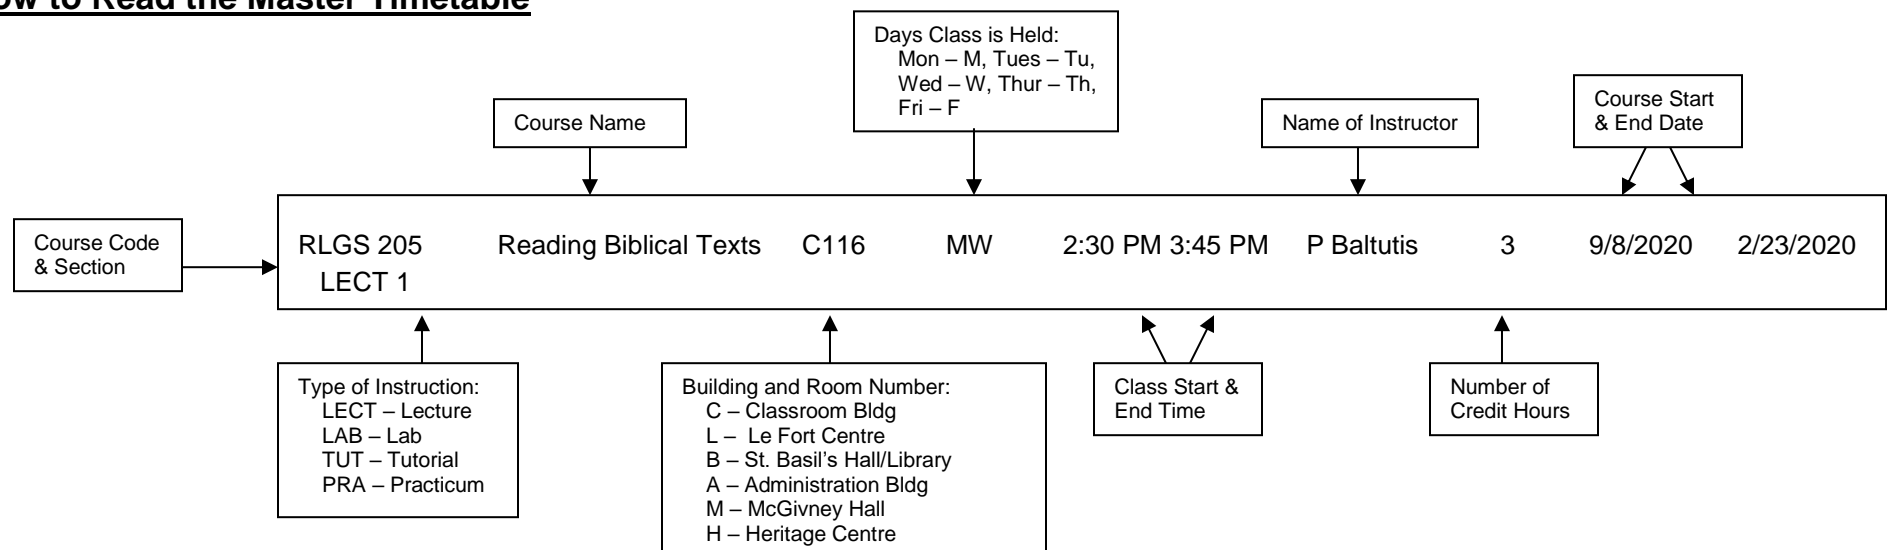 ow to Read the Master Timetable
Days Class is Held:
Mon – M, Tues – Tu,
Wed – W, Thur – Th,
Fri – F
Course Name
Name of Instructor
Course Start
& End Date
Course Code
& Section
RLGS 205 Reading Biblical Texts C116 MW 2:30 PM 3:45 PM P Baltutis 3 9/8/2020 2/23/2020
LECT 1
Type of Instruction:
LECT – Lecture
LAB – Lab
TUT – Tutorial
PRA – Practicum
Building and Room Number:
C – Classroom Bldg
L – Le Fort Centre
B – St. Basil's Hall/Library
A – Administration Bldg
M – McGivney Hall
H – Heritage Centre
Class Start &
End Time
Number of
Credit Hours